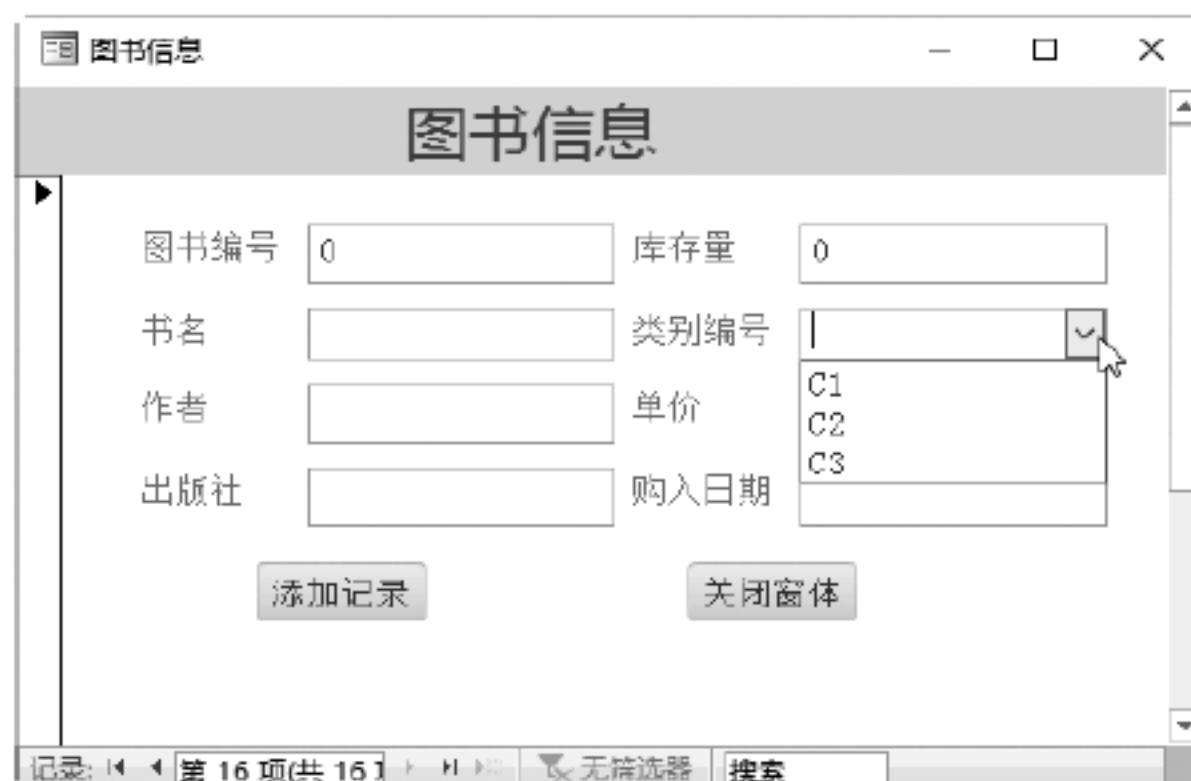 图书信息
图书信息
图书编号 0 库存量 0
书名 类别编号
C1
作者 单价
C2
C3
出版社 购入日期
添加记录 关闭窗体
记录: 第 16 项(共 16 无筛选器 搜索